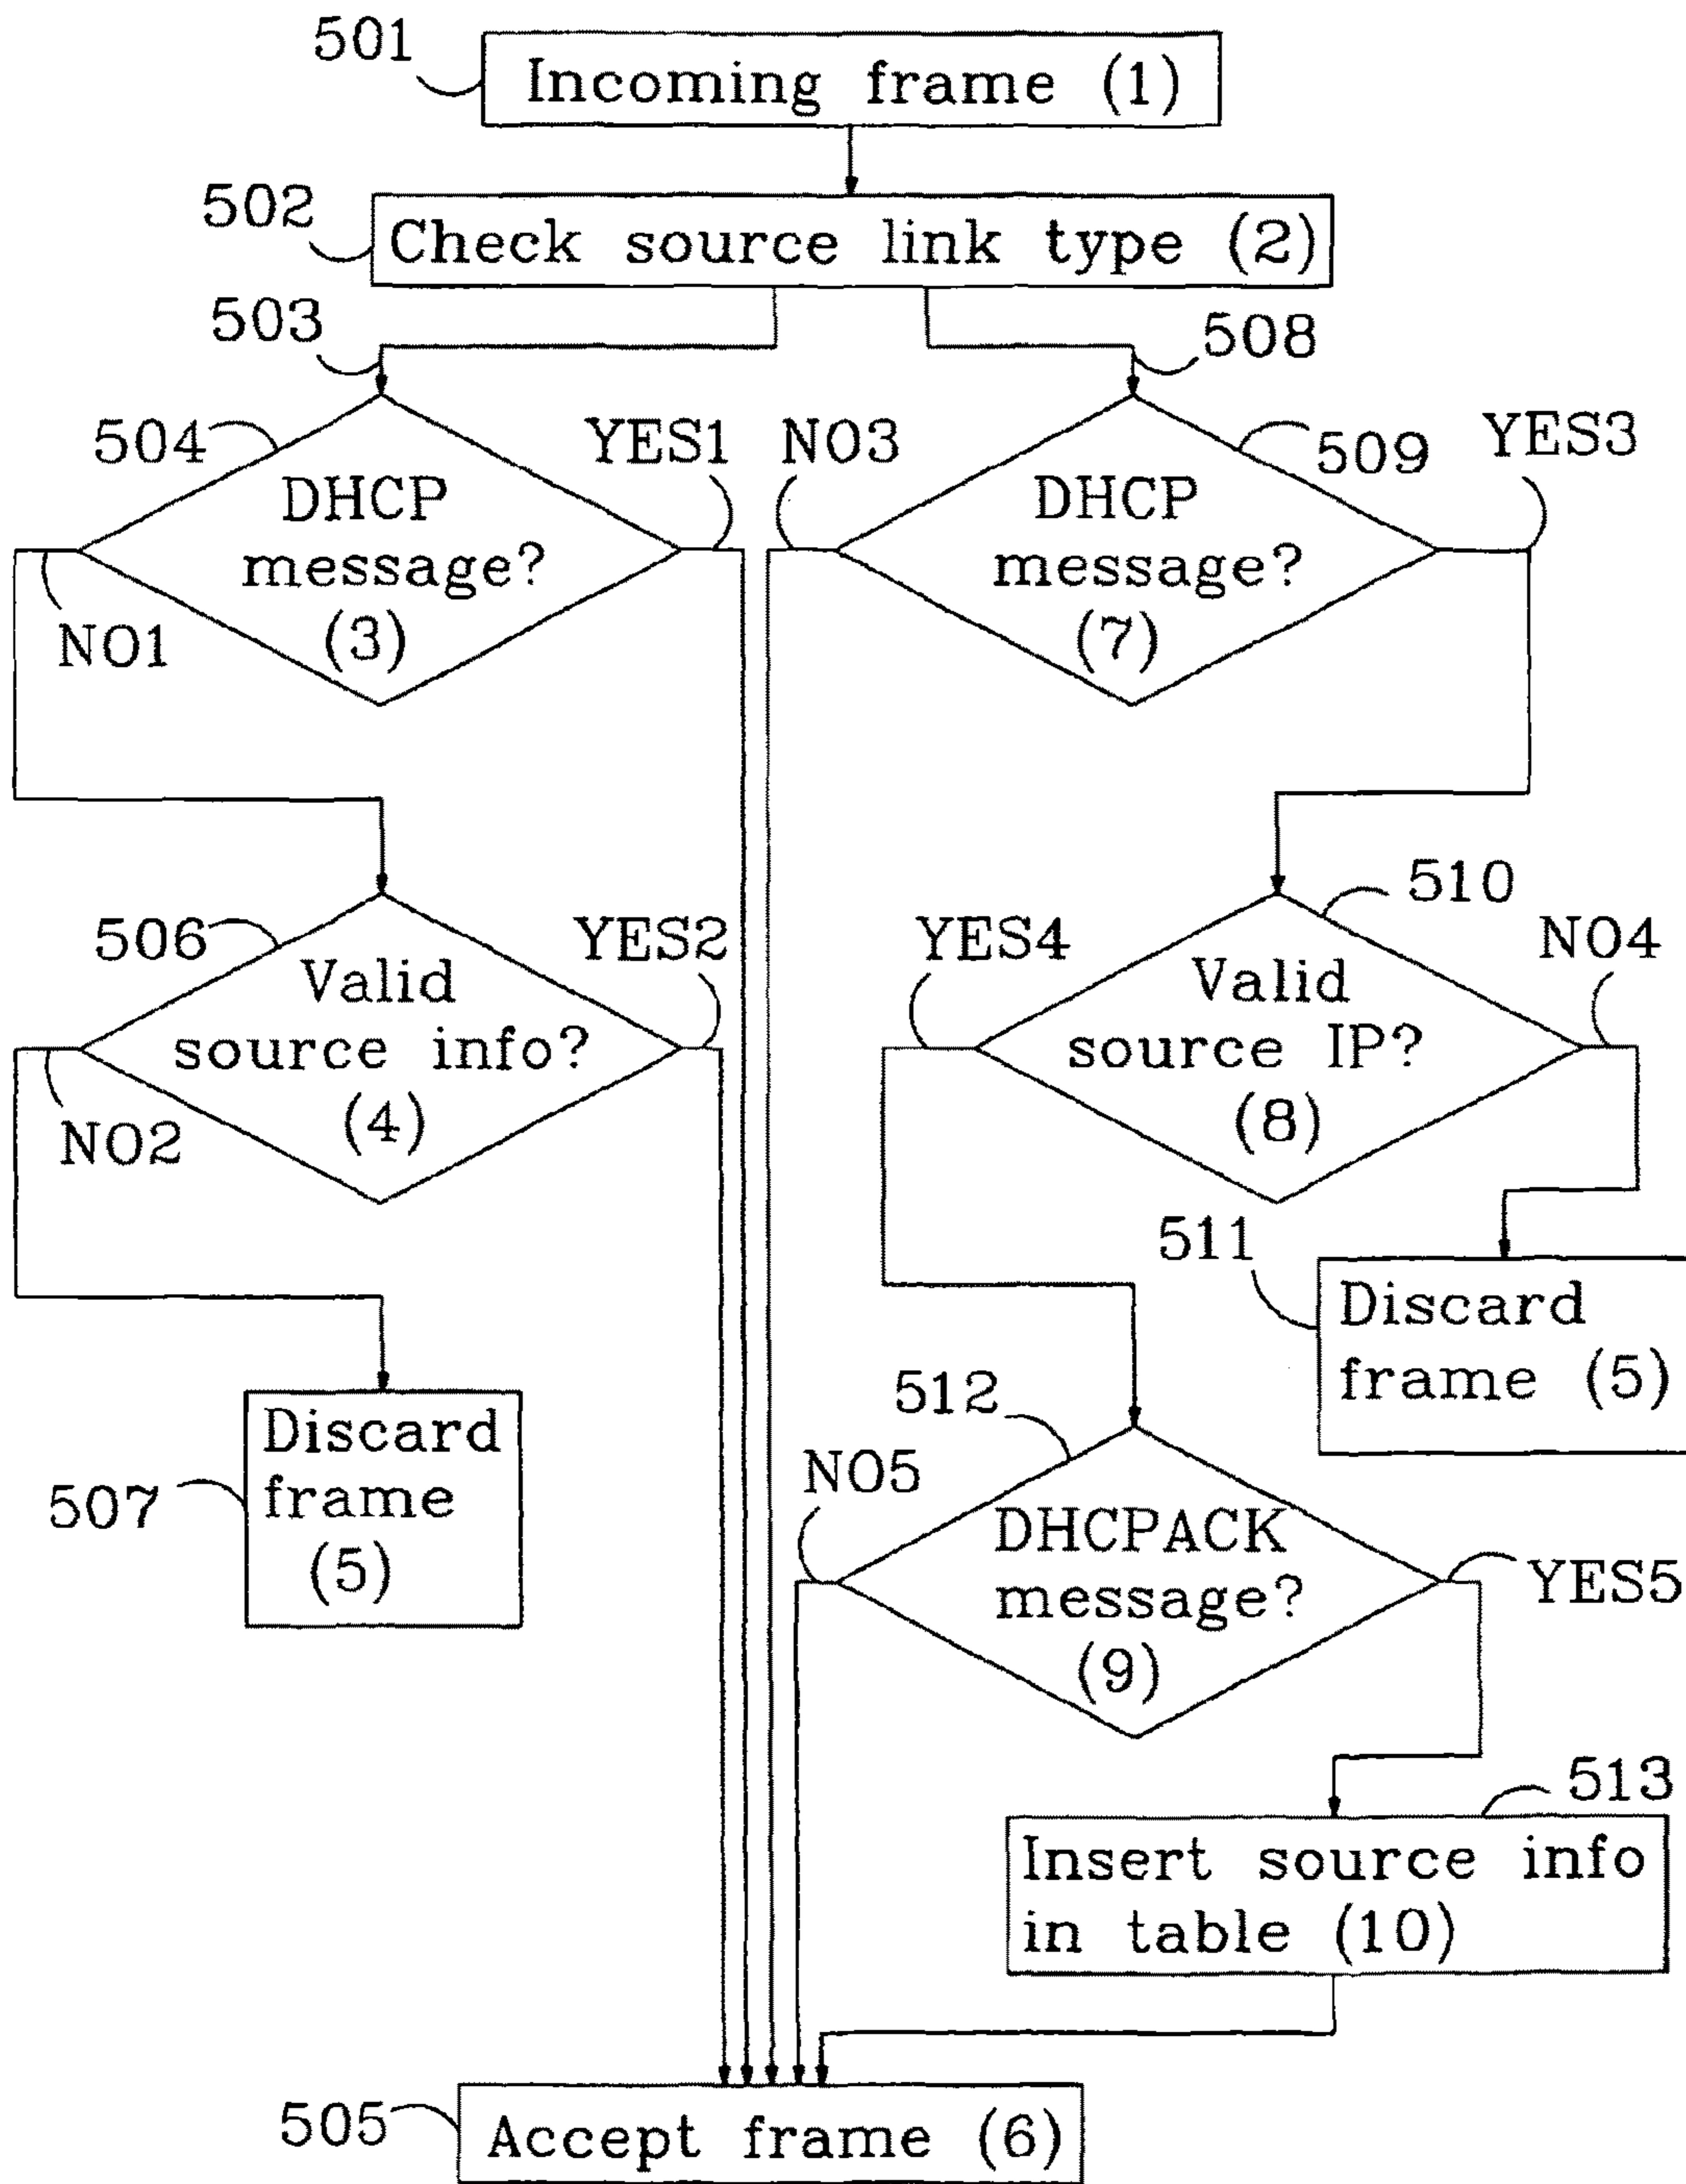 501
Incoming frame (1)
502
Check source link type (2)
503
508
504
YES1
NO3
509
YES3
DHCP
message?
(3)
NO1
DHCP
message?
(7)
506
YES2
YES4
510
NO4
Valid
source info?
(4)
NO2
Valid
source IP?
(8)
511
Discard
frame (5)
512
NO5
Discard
frame
(5)
507
DHCPACK
message?
(9)
YES5
513
Insert source info
in table (10)
505
Accept frame (6)